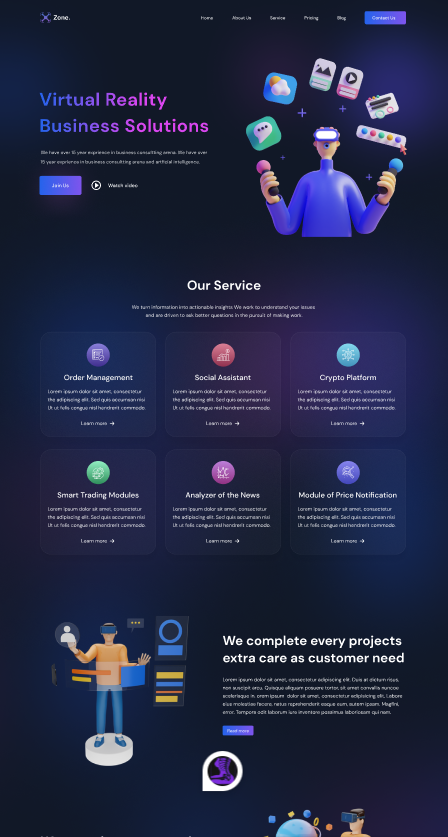 Zone.
Home
About Us
Service
Pricing
Blog
Contact Us
Virtual Reality
Business Solutions
We have over 15 year exprience in business consultting arena. We have over
15 year exprience in business consultting arena and artficial intelligence.
Join Us
Watch video
Our Service
We turn information into actionable insights We work to understand your issues
and are driven to ask better questions in the pursuit of making work.
Order Management
Lorem ipsum dolor sit amet, consectetur
the adipiscing elit. Sed quis accumsan nisi
Ut ut felis congue nisl hendrerit commodo.
Learn more →
Social Assistant
Lorem ipsum dolor sit amet, consectetur
the adipiscing elit. Sed quis accumsan nisi
Ut ut felis congue nisl hendrerit commodo.
Learn more →
Crypto Platform
Lorem ipsum dolor sit amet, consectetur
the adipiscing elit. Sed quis accumsan nisi
Ut ut felis congue nisl hendrerit commodo.
Learn more →
Smart Trading Modules
Lorem ipsum dolor sit amet, consectetur
the adipiscing elit. Sed quis accumsan nisi
Ut ut felis congue nisl hendrerit commodo.
Learn more →
Analyzer of the News
Lorem ipsum dolor sit amet, consectetur
the adipiscing elit. Sed quis accumsan nisi
Ut ut felis congue nisl hendrerit commodo.
Learn more →
Module of Price Notification
Lorem ipsum dolor sit amet, consectetur
the adipiscing elit. Sed quis accumsan nisi
Ut ut felis congue nisl hendrerit commodo.
Learn more →
We complete every projects
extra care as customer need
Lorem ipsum dolor sit amet, consectetur adipiscing elit. Duis at dictum risus,
non suscipit arcu. Quisque aliquam posuere tortor, sit amet convallis nuncoe
scelerisque in. orem ipsum dolor sit amet, consectetur adipisicing elit, Labore
eius molestiae facere, natus reprehenderit eaque eum, autem ipsam. Magni,
error. Tempora odit laborum iure inventore possimus laboriosam qui nam.
Read more